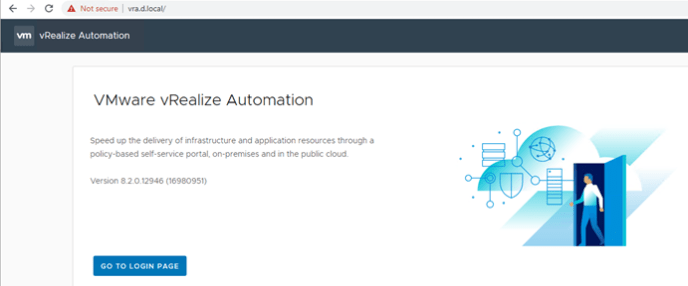 Not secure | vra.d.local/
vm vRealize Automation
VMware vRealize Automation
Speed up the delivery of infrastructure and application resources through a
policy-based self-service portal, on-premises and in the public cloud.
Version 8.2.0.12946 (16980951)
GO TO LOGIN PAGE